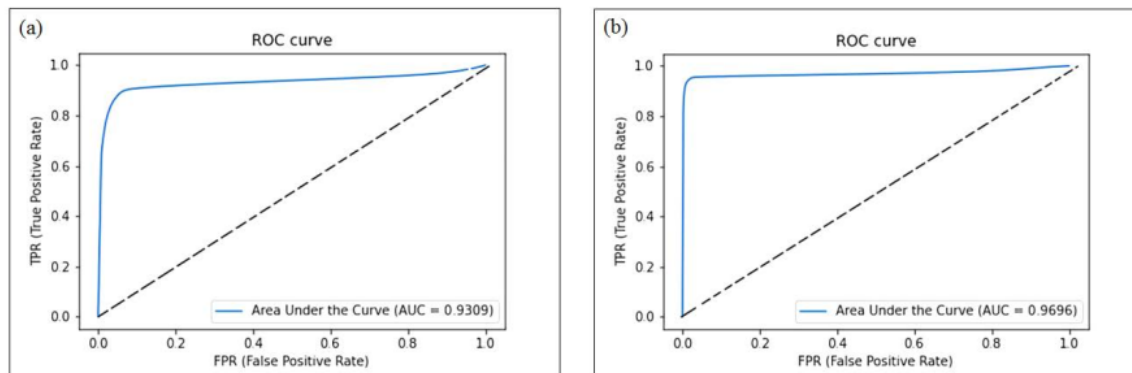 (a)
ROC curve
1.0
0.8
0.6
0.4
0.2
0.0
TPR (True Positive Rate)
Area Under the Curve (AUC = 0.9309)
0.0 0.2 0.4 0.6 0.8 1.0
FPR (False Positive Rate)
(b)
ROC curve
1.0
0.8
0.6
0.4
0.2
0.0
TPR (True Positive Rate)
Area Under the Curve (AUC = 0.9696)
0.0 0.2 0.4 0.6 0.8 1.0
FPR (False Positive Rate)